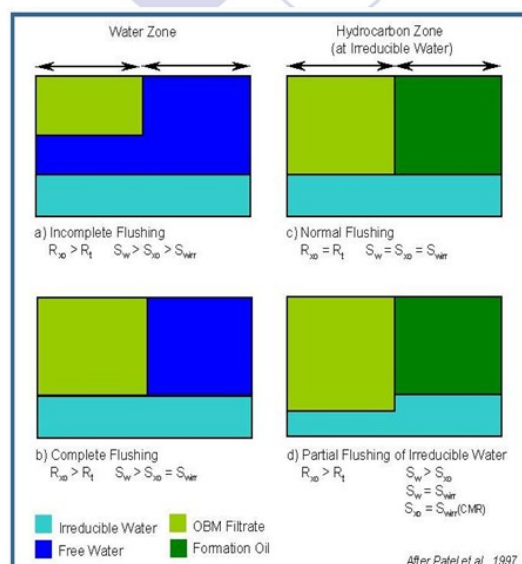 Water Zone
Hydrocarbon Zone
(at Irreducible Water)
a) Incomplete Flushing
Rxo > Rt   Sw > Sxo > Swirr
c) Normal Flushing
Rxo = Rt   Sw = Sxo = Swirr
b) Complete Flushing
Rxo > Rt   Sw > Sxo = Swirr
d) Partial Flushing of Irreducible Water
Rxo > Rt   Sw > Sxo
Sw = Swirr
Sxo = Swirr(CMR)
Irreducible Water
OBM Filtrate
Free Water
Formation Oil
After Patel et al., 1997